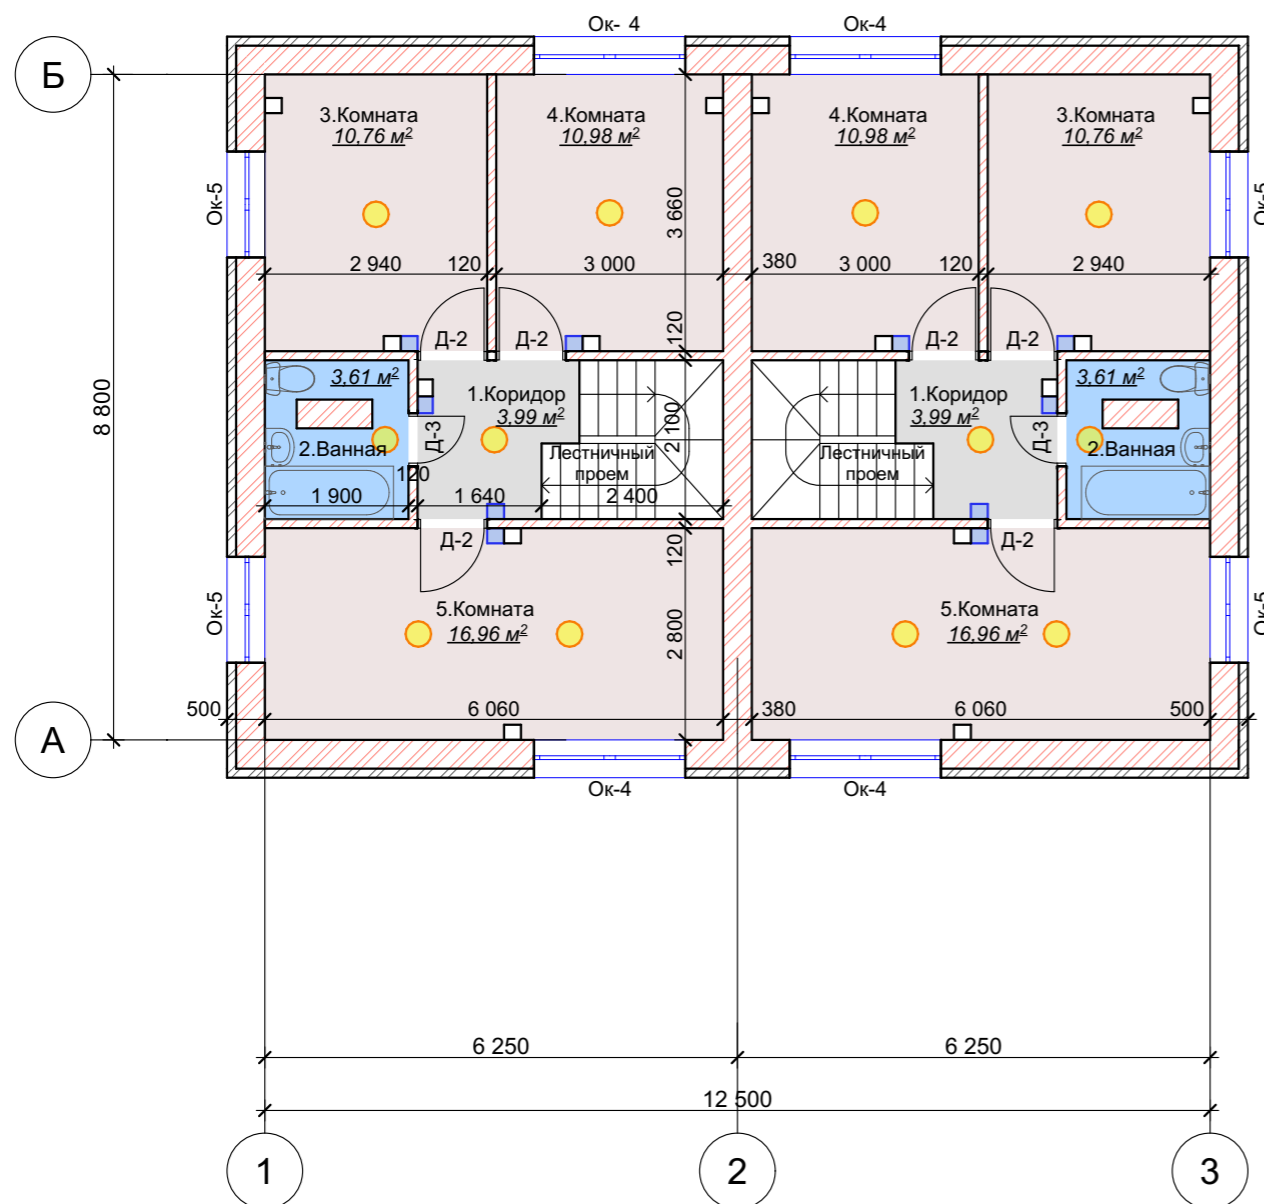 Ок- 4
Ок-4
Б
3.Комната
10,76 м²
4.Комната
10,98 м²
4.Комната
10,98 м²
3.Комната
10,76 м²
Ок-5
Ок-5
3 660
2 940
120
3 000
380
3 000
120
2 940
120
Д-2
Д-2
Д-2
Д-2
8 800
3,61 м²
1.Коридор
3,99 м²
2 100
1.Коридор
3,99 м²
3,61 м²
Д-3
Д-3
2.Ванная
Лестничный
проем
Лестничный
проем
2.Ванная
120
1 900
1 640
2 400
Д-2
120
Д-2
Ок-5
5.Комната
16,96 м²
2 800
5.Комната
16,96 м²
Ок-5
500
6 060
380
6 060
500
А
Ок-4
Ок-4
6 250
6 250
12 500
1
2
3